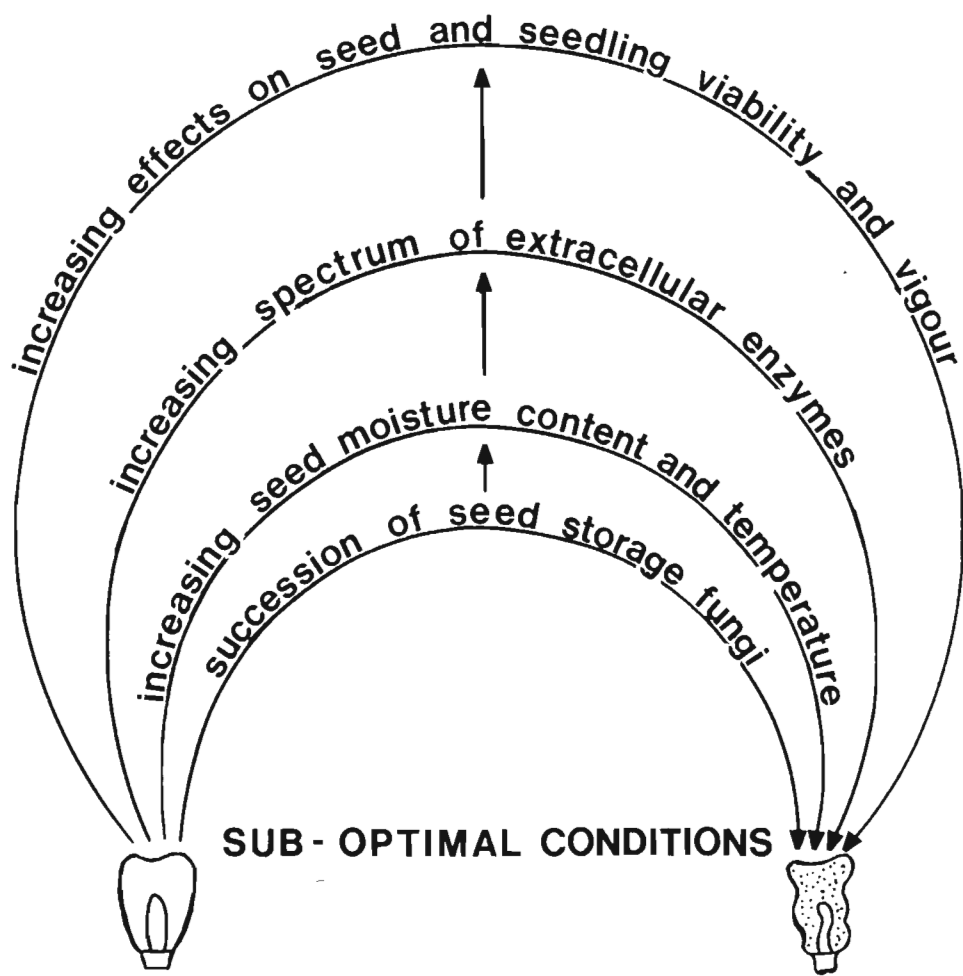 increasing effects on seed and seedling viability and vigour
increasing spectrum of extracellular enzymes
increasing seed moisture content and temperature
succession of seed storage fungi
SUB - OPTIMAL CONDITIONS